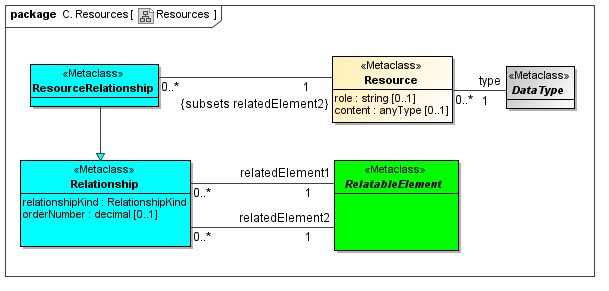 package C. Resources [ Resources ]
«Metaclass»
ResourceRelationship
0..*
1
{subsets relatedElement2}
«Metaclass»
Resource
role : string [0..1]
content : anyType [0..1]
type
0..*
1
«Metaclass»
DataType
«Metaclass»
Relationship
relationshipKind : RelationshipKind
orderNumber : decimal [0..1]
relatedElement1
0..*
1
relatedElement2
0..*
1
«Metaclass»
RelatableElement